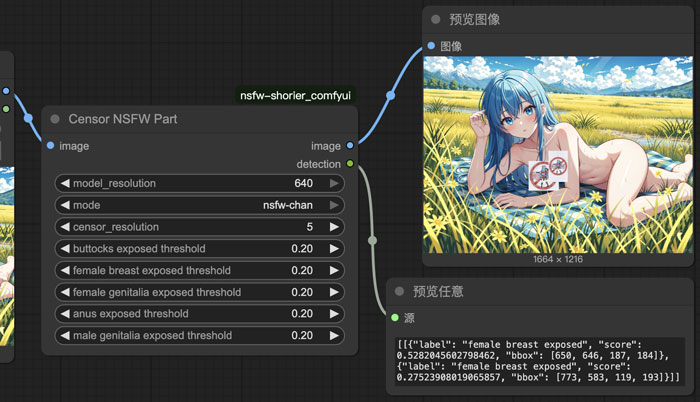 预览图像
图像
1664 × 1216
nsfw-shorier_comfyui
Censor NSFW Part
image
image
detection
model_resolution 640
mode nsfw-chan
censor_resolution 5
buttocks exposed threshold 0.20
female breast exposed threshold 0.20
female genitalia exposed threshold 0.20
anus exposed threshold 0.20
male genitalia exposed threshold 0.20
预览任意
源
[[{"label": "female breast exposed", "score":
0.5282045602798462, "bbox": [650, 646, 187, 184]},
{"label": "female breast exposed", "score":
0.27523908019065857, "bbox": [773, 583, 119, 193]}]]